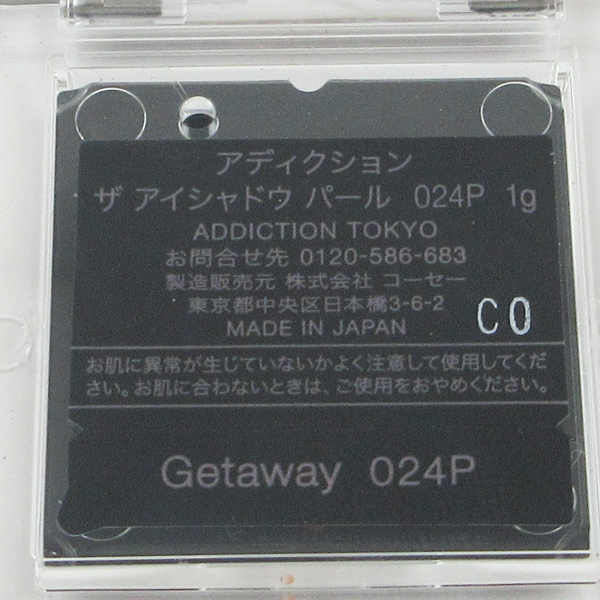 アディクション
ザ アイシャドウ パール 024P 1g
ADDICTION TOKYO
お問合せ先 0120-586-683
製造販売元 株式会社 コーセー
東京都中央区日本橋3-6-2
MADE IN JAPAN
CO
お肌に異常が生じていないかよく注意して使用してくだ
さい。お肌に合わないときは、ご使用をおやめください。
Getaway 024P